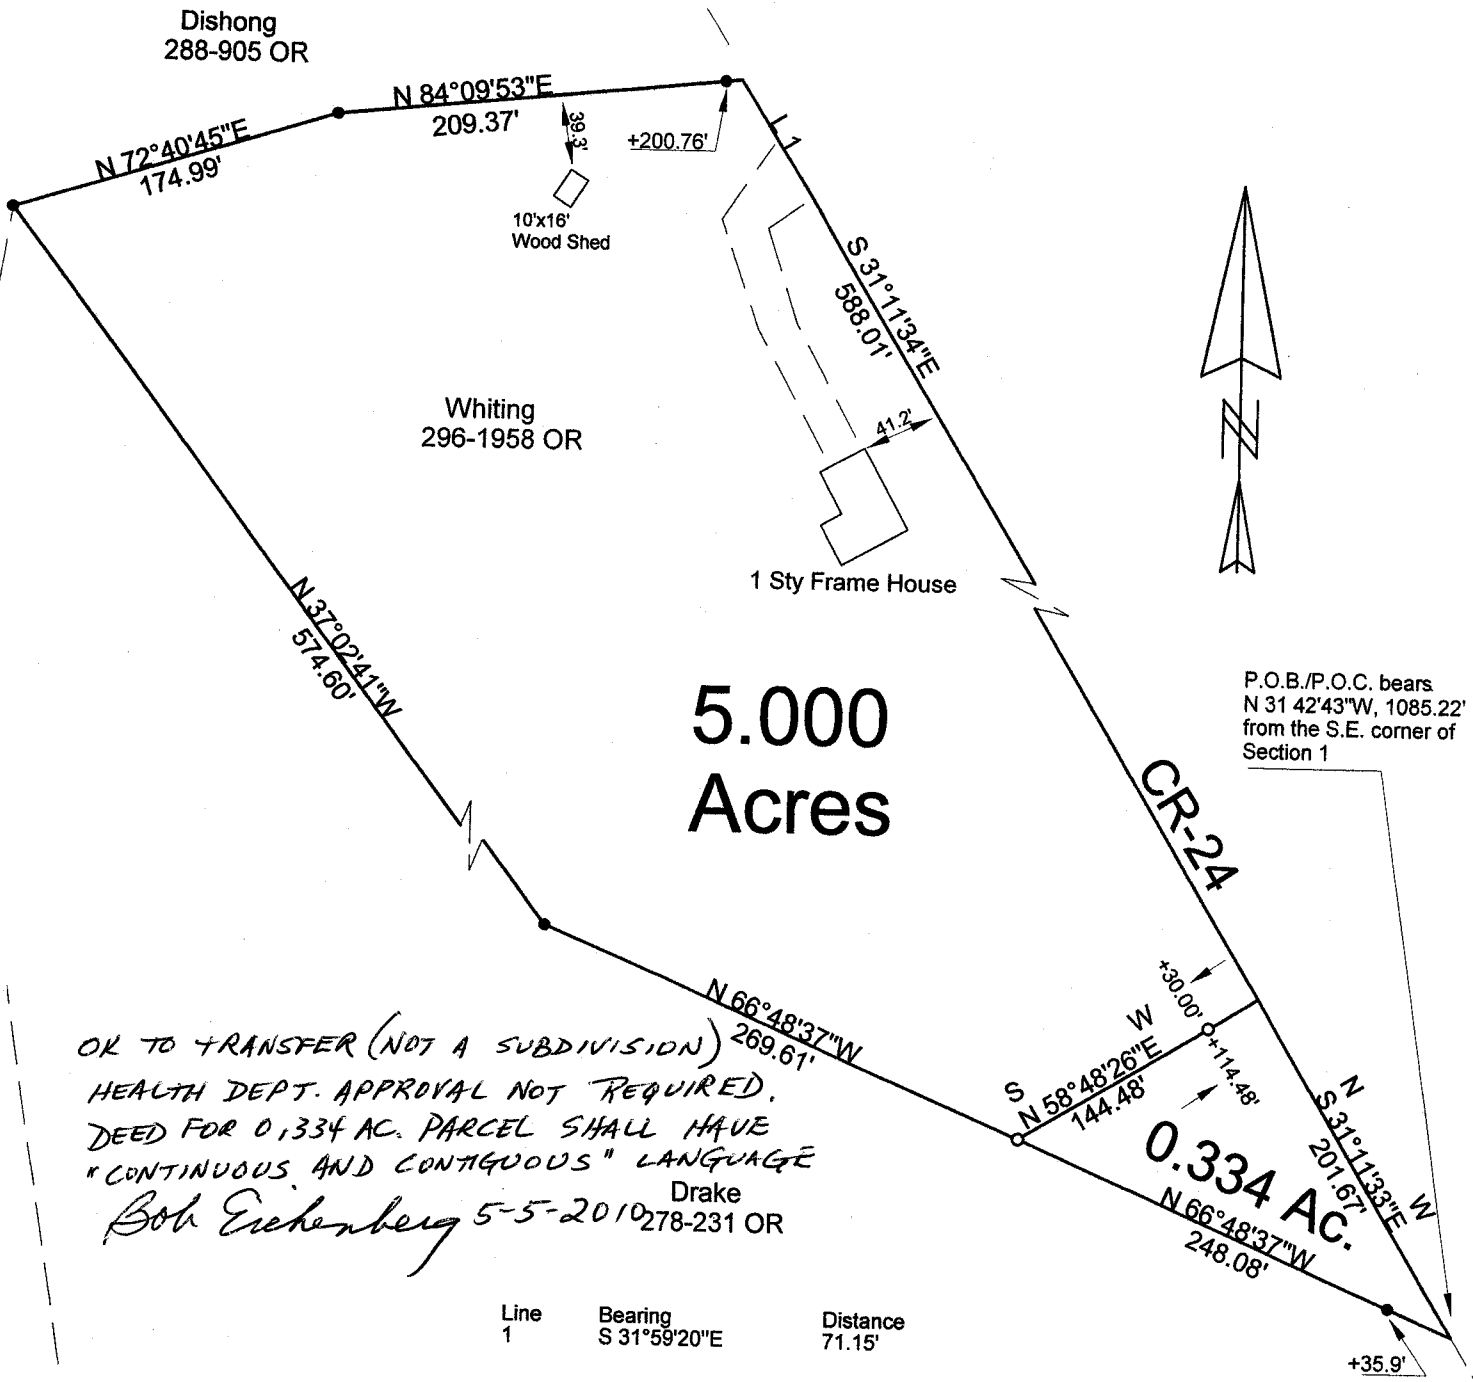 Dishong
288-905 OR
N 84°09'53"E
209.37'
N 72°40'45"E
174.99'
39.3'
+200.76'
L1
10'x16'
Wood Shed
S 31°11'34"E
588.01'
Whiting
296-1958 OR
41.2'
1 Sty Frame House
N
N 37°02'41"W
574.60'
5.000
Acres
P.O.B./P.O.C. bears
N 31 42'43"W, 1085.22'
from the S.E. corner of
Section 1
CR-24
N 66°48'37"W
269.61'
+30.00'
S W
N 58°48'26"E
144.48'
+114.48'
N W
S 31°11'33"E
201.67'
0.334 Ac.
N 66°48'37"W
248.08'
OK TO TRANSFER (NOT A SUBDIVISION)
HEALTH DEPT. APPROVAL NOT REQUIRED.
DEED FOR 0,334 AC. PARCEL SHALL HAVE
"CONTINUOUS AND CONTIGUOUS" LANGUAGE
Bob Eichenberg 5-5-2010
Drake
278-231 OR
Line Bearing Distance
1 S 31°59'20"E 71.15'
+35.9'